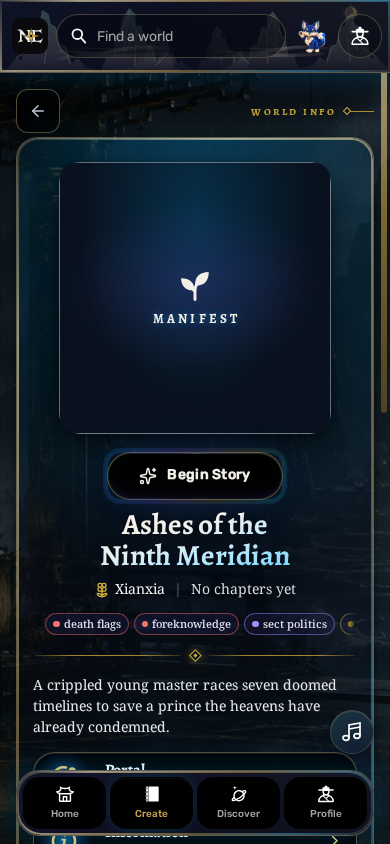 NE
Find a world
WORLD INFO
MANIFEST
Begin Story
Ashes of the
Ninth Meridian
Xianxia | No chapters yet
death flags
foreknowledge
sect politics
A crippled young master races seven doomed
timelines to save a prince the heavens have
already condemned.
Portal
Home
Create
Discover
Profile